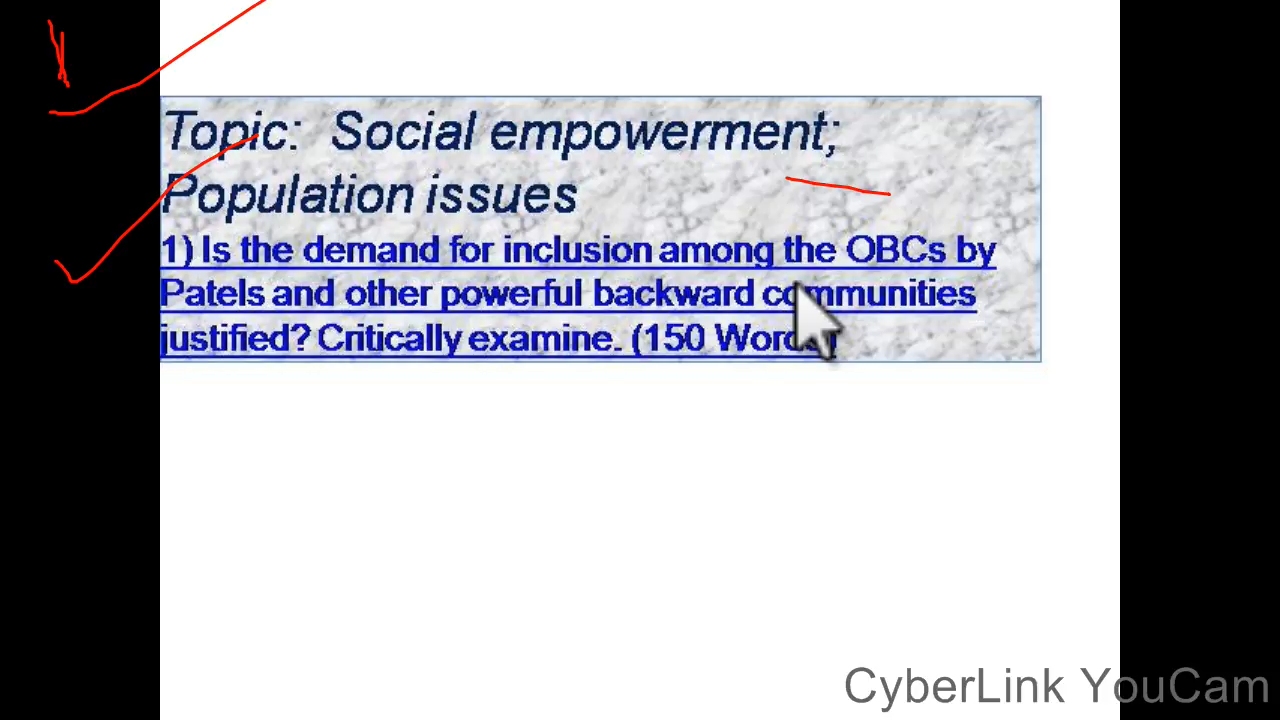 Topic: Social empowerment;
Population issues
1) Is the demand for inclusion among the OBCs by
Patels and other powerful backward communities
justified? Critically examine. (150 Words)
CyberLink YouCam